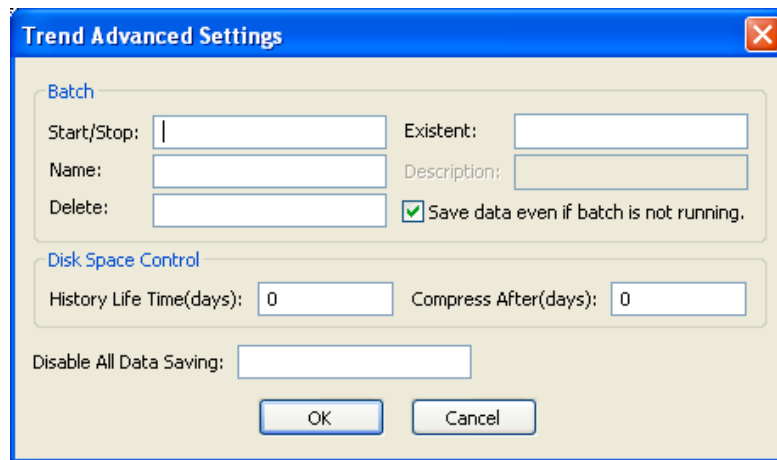 Trend Advanced Settings
Batch
Start/Stop:
Existent:
Name:
Description:
Delete:
Save data even if batch is not running.
Disk Space Control
History Life Time(days): 0
Compress After(days): 0
Disable All Data Saving:
OK
Cancel